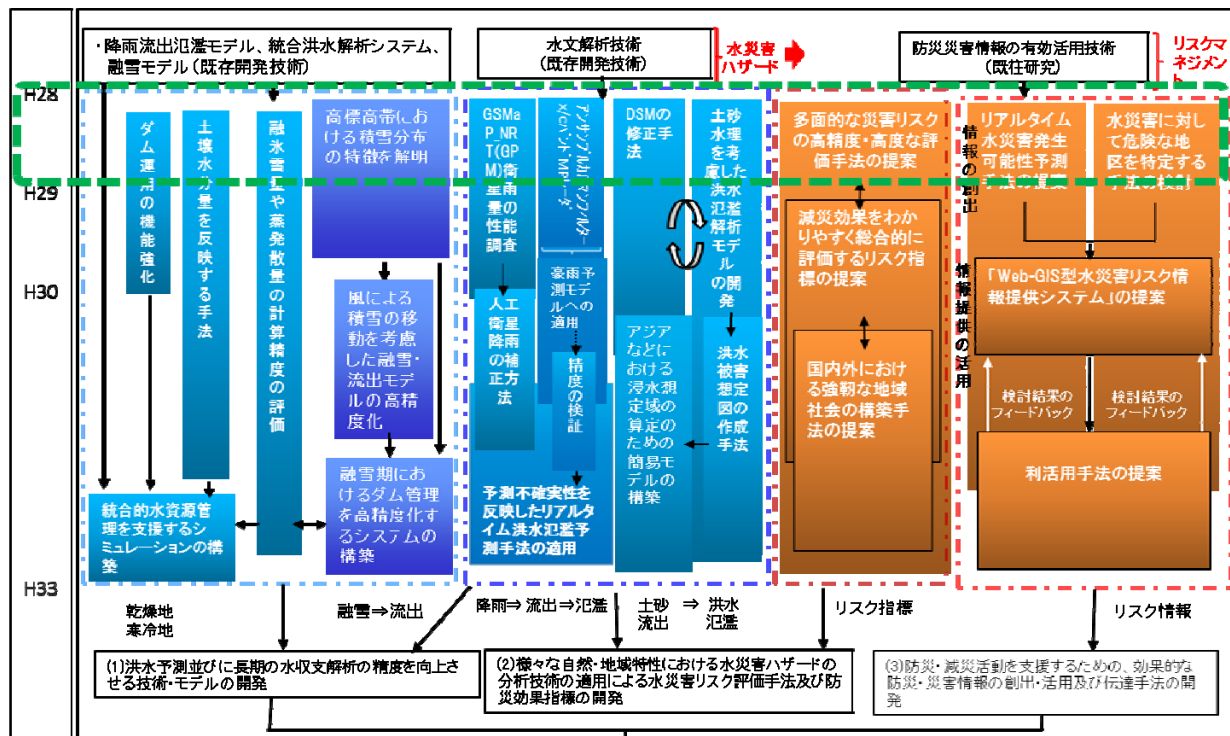 ・降雨流出氾濫モデル、統合洪水解析システム、
融雪モデル（既存開発技術）
水文解析技術
（既存開発技術）
水災害
ハザード
防災災害情報の有効活用技術
（既往研究）
リスクマ
ネジメン
ト
H28
H29
H30
H33
ダム運用の機能強化
土壌水分量を反映する手法
融氷雪量や蒸発散量の計算精度の評価
高標高帯にお
ける積雪分布
の特徴を解明
風による
積雪の移
動を考慮
した融雪・
流出モデ
ルの高精
度化
融雪期にお
けるダム管理
を高精度化す
るシステムの
構築
統合的水資源管
理を支援するシ
ミュレーションの構
築
GSMa
P_NR
T(GP
M)衛
星雨
量の
性能
調査
人工
衛星
降雨
の補
正方
法
豪雨予
測モデ
ルへの
適用
精度の検証
予測不確実性を
反映したリアルタ
イム洪水氾濫予
測手法の適用
DSMの
修正手
法
アジア
などに
おける
浸水想
定域の
算定の
ための
簡易モ
デルの
構築
土砂
水理
を考
慮した
洪水
氾濫
解析
モデル
の開
発
洪水
被害
想定
図の
作成
手法
多面的な災害リスク
の高精度・高度な評
価手法の提案
減災効果をわか
りやすく総合的に
評価するリスク指
標の提案
国内外におけ
る強靭な地域
社会の構築手
法の提案
情報の創出
情報提供の活用
リアルタイム
水災害発生
可能性予測
手法の提案
水災害に対し
て危険な地
区を特定する
手法の検討
「Web-GIS型水災害リスク情
報提供システム」の提案
検討結果の
フィードバック
検討結果の
フィードバック
利活用手法の提案
乾燥地
寒冷地
融雪⇒流出
降雨⇒流出⇒氾濫
土砂 ⇒ 洪水
流出 氾濫
リスク指標
リスク情報
(1)洪水予測並びに長期の水収支解析の精度を向上さ
せる技術・モデルの開発
(2)様々な自然・地域特性における水災害ハザードの
分析技術の適用による水災害リスク評価手法及び防
災効果指標の開発
(3)防災・減災活動を支援するための、効果的な
防災・災害情報の創出・活用及び伝達手法の開
発